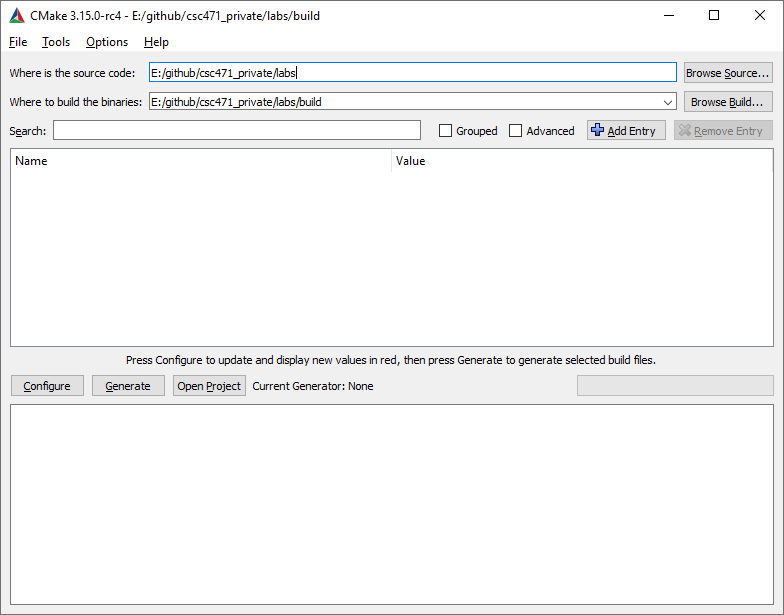 CMake 3.15.0-rc4 - E:/github/csc471_private/labs/build
File Tools Options Help
Where is the source code: E:/github/csc471_private/labs Browse Source...
Where to build the binaries: E:/github/csc471_private/labs/build Browse Build...
Search: Grouped Advanced Add Entry Remove Entry
Name Value
Press Configure to update and display new values in red, then press Generate to generate selected build files.
Configure Generate Open Project Current Generator: None